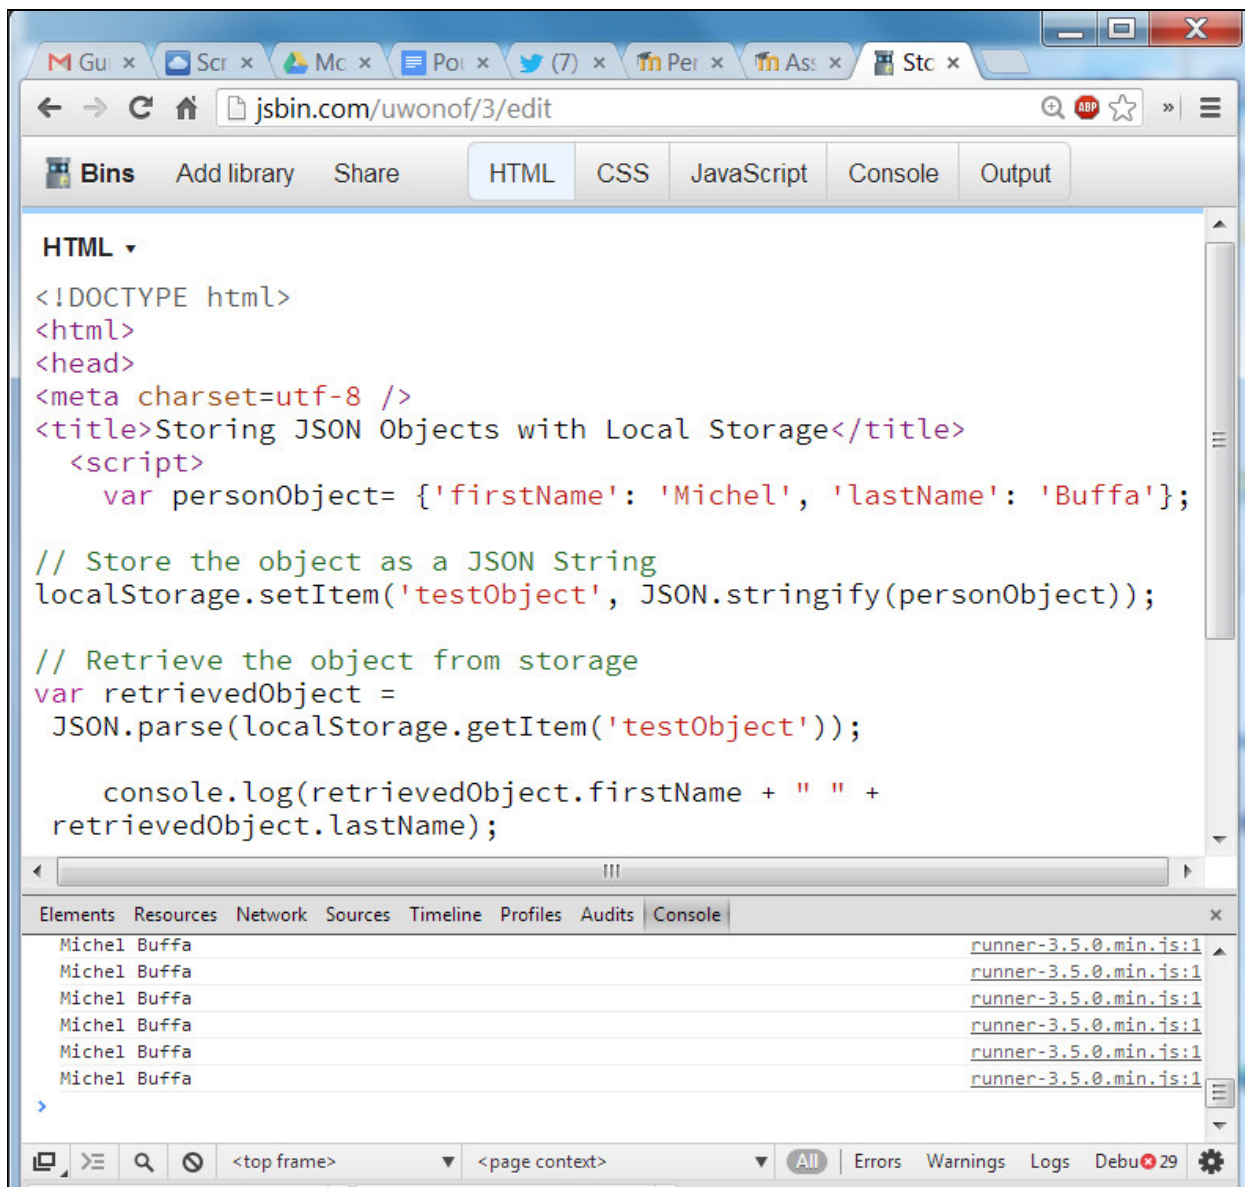 Gui Scr Mc Pou (7) Per Ass Sto
jsbin.com/uwonof/3/edit ABP »
Bins Add library Share HTML CSS JavaScript Console Output
HTML
<!DOCTYPE html>
<html>
<head>
<meta charset=utf-8 />
<title>Storing JSON Objects with Local Storage</title>
<script>
var personObject= {'firstName': 'Michel', 'lastName': 'Buffa'};
// Store the object as a JSON String
localStorage.setItem('testObject', JSON.stringify(personObject));
// Retrieve the object from storage
var retrievedObject =
JSON.parse(localStorage.getItem('testObject'));
console.log(retrievedObject.firstName + " " +
retrievedObject.lastName);
Elements Resources Network Sources Timeline Profiles Audits Console
Michel Buffa runner-3.5.0.min.js:1
Michel Buffa runner-3.5.0.min.js:1
Michel Buffa runner-3.5.0.min.js:1
Michel Buffa runner-3.5.0.min.js:1
Michel Buffa runner-3.5.0.min.js:1
Michel Buffa runner-3.5.0.min.js:1
>
<top frame> <page context> All Errors Warnings Logs Debu 29